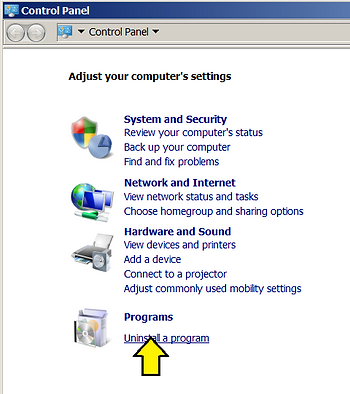 Control Panel
Control Panel
Adjust your computer's settings
System and Security
Review your computer's status
Back up your computer
Find and fix problems
Network and Internet
View network status and tasks
Choose homegroup and sharing options
Hardware and Sound
View devices and printers
Add a device
Connect to a projector
Adjust commonly used mobility settings
Programs
Uninstall a program